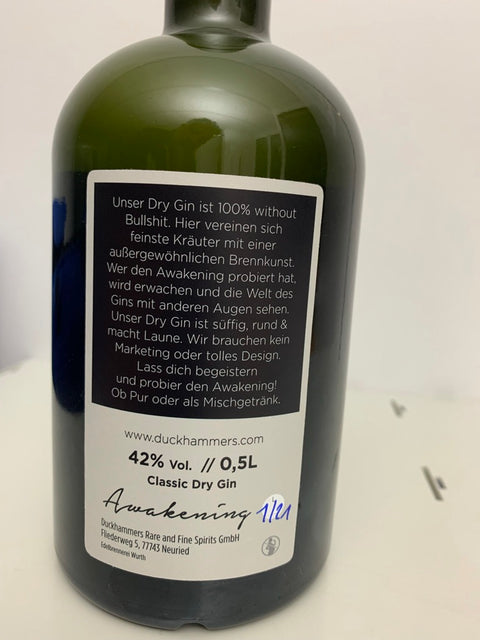 Unser Dry Gin ist 100% without
Bullshit. Hier vereinen sich
feinste Kräuter mit einer
außergewöhnlichen Brennkunst.
Wer den Awakening probiert hat,
wird erwachen und die Welt des
Gins mit anderen Augen sehen.
Unser Dry Gin ist süffig, rund &
macht Laune. Wir brauchen kein
Marketing oder tolles Design.
Lass dich begeistern
und probier den Awakening!
Ob Pur oder als Mischgetränk.
www.duckhammers.com
42% Vol. // 0,5L
Classic Dry Gin
Awakening 1/21
Duckhammers Rare and Fine Spirits GmbH
Fliederweg 5, 77743 Neuried
Edelbrennerei Wurth